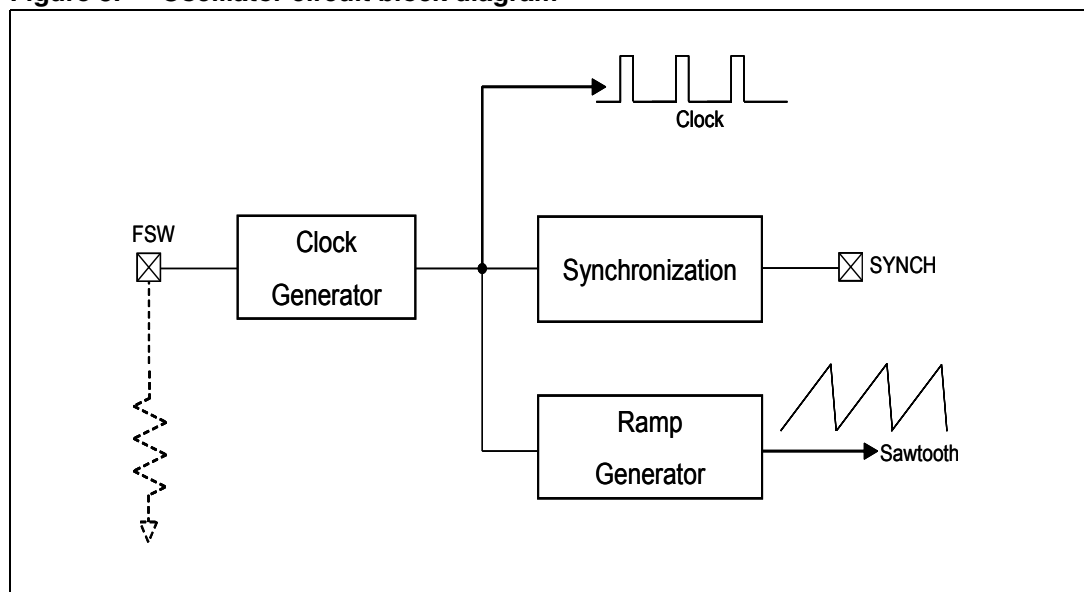 Clock
FSW
Clock
Generator
Synchronization
SYNCH
Ramp
Generator
Sawtooth